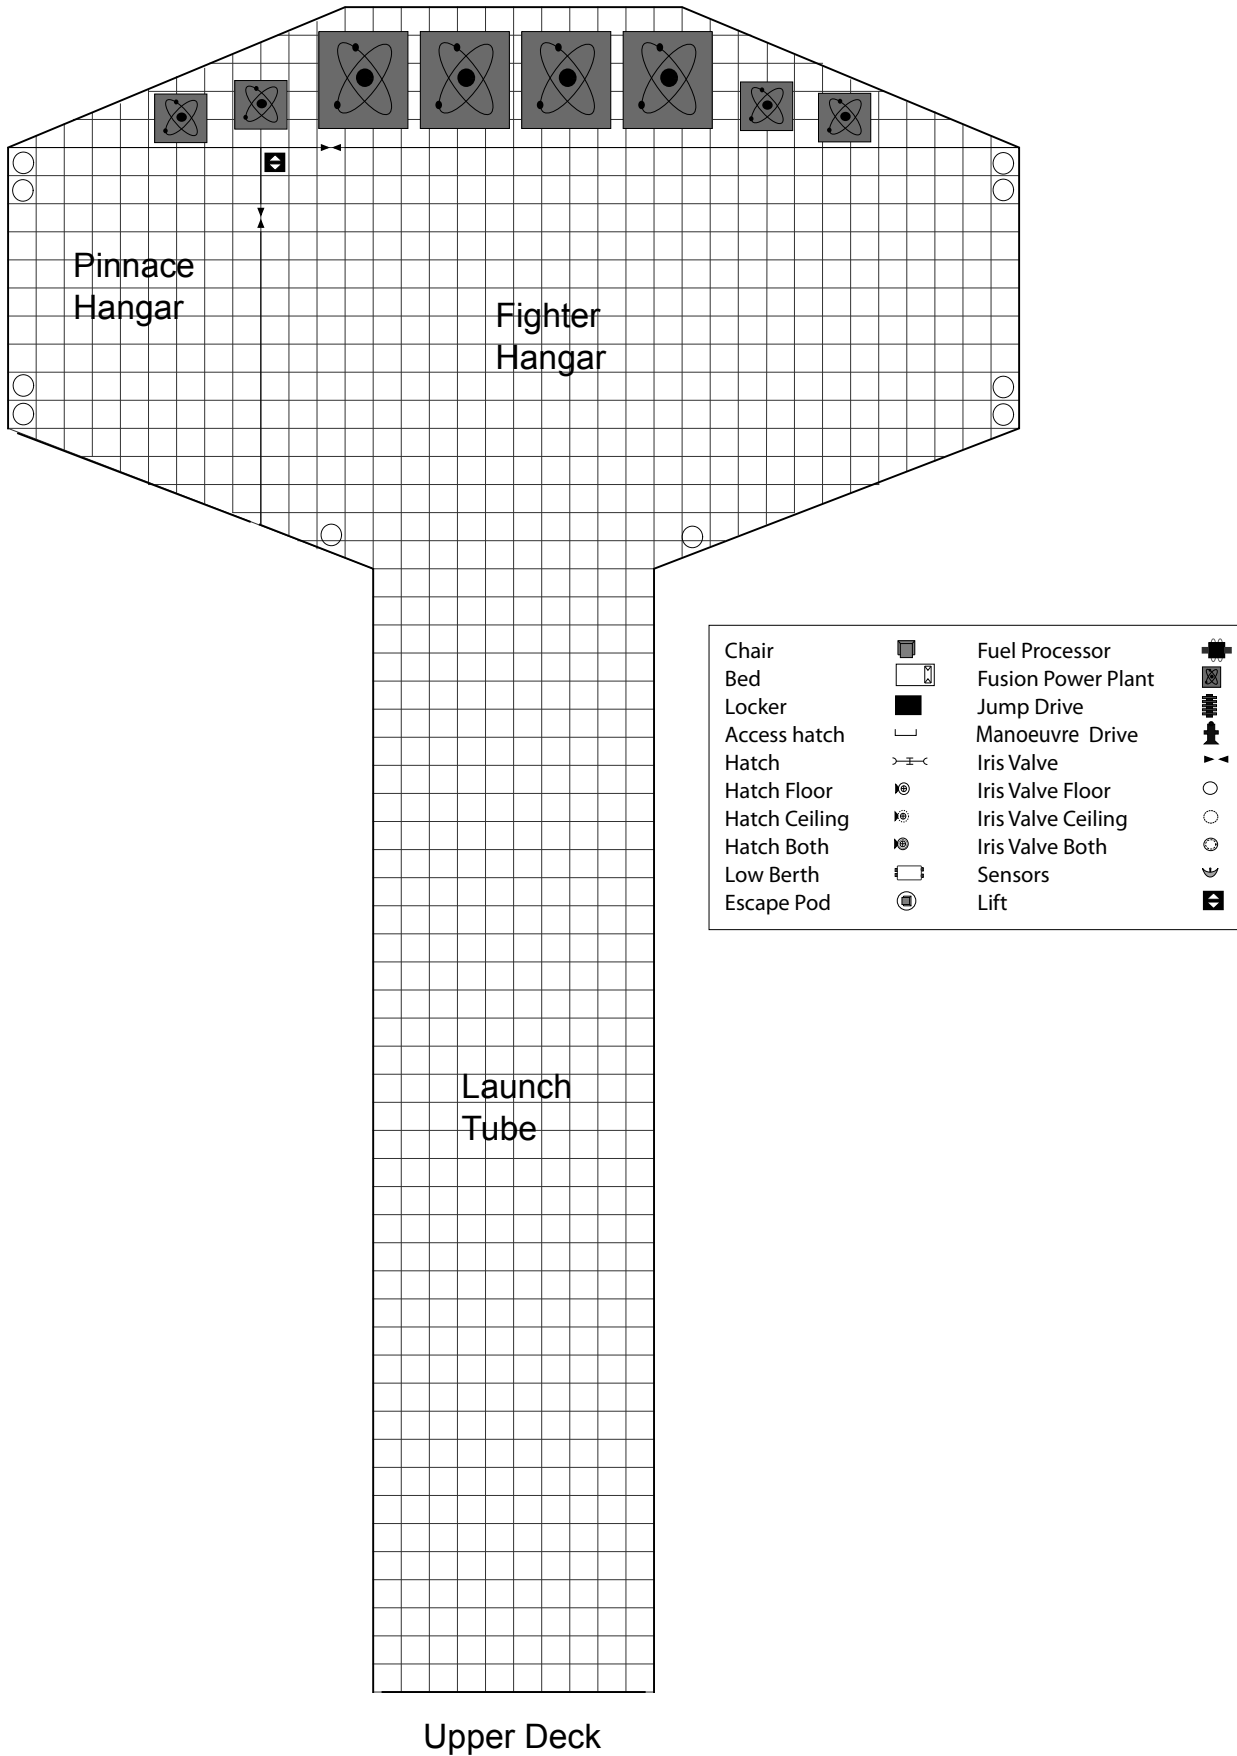 Pinnace
Hangar
Fighter
Hangar
Chair
Fuel Processor
Bed
Fusion Power Plant
Locker
Jump Drive
Access hatch
Manoeuvre Drive
Hatch
Iris Valve
Hatch Floor
Iris Valve Floor
Hatch Ceiling
Iris Valve Ceiling
Hatch Both
Iris Valve Both
Low Berth
Sensors
Escape Pod
Lift
Launch
Tube
Upper Deck